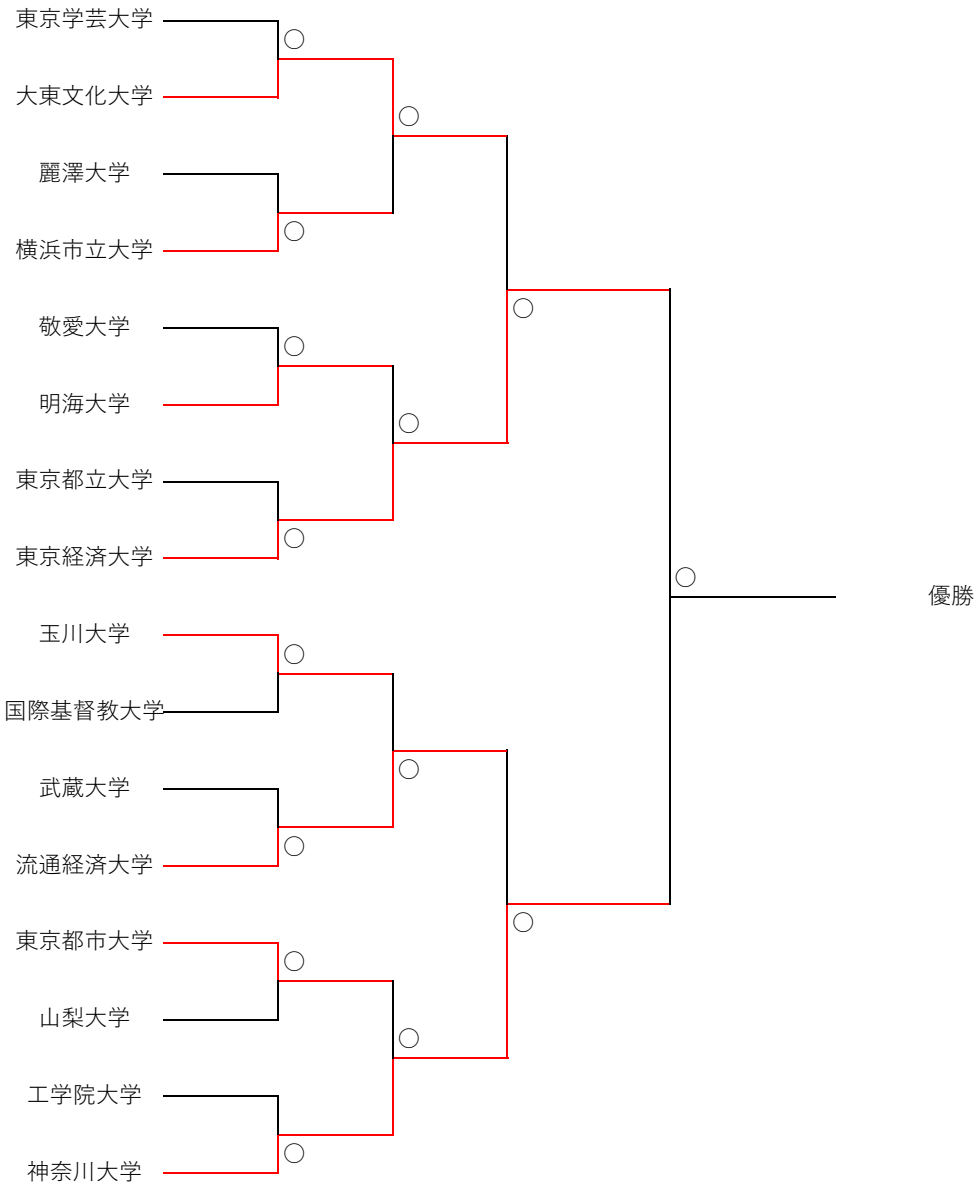 東京学芸大学
大東文化大学
麗澤大学
横浜市立大学
敬愛大学
明海大学
東京都立大学
東京経済大学
優勝
玉川大学
国際基督教大学
武蔵大学
流通経済大学
東京都市大学
山梨大学
工学院大学
神奈川大学